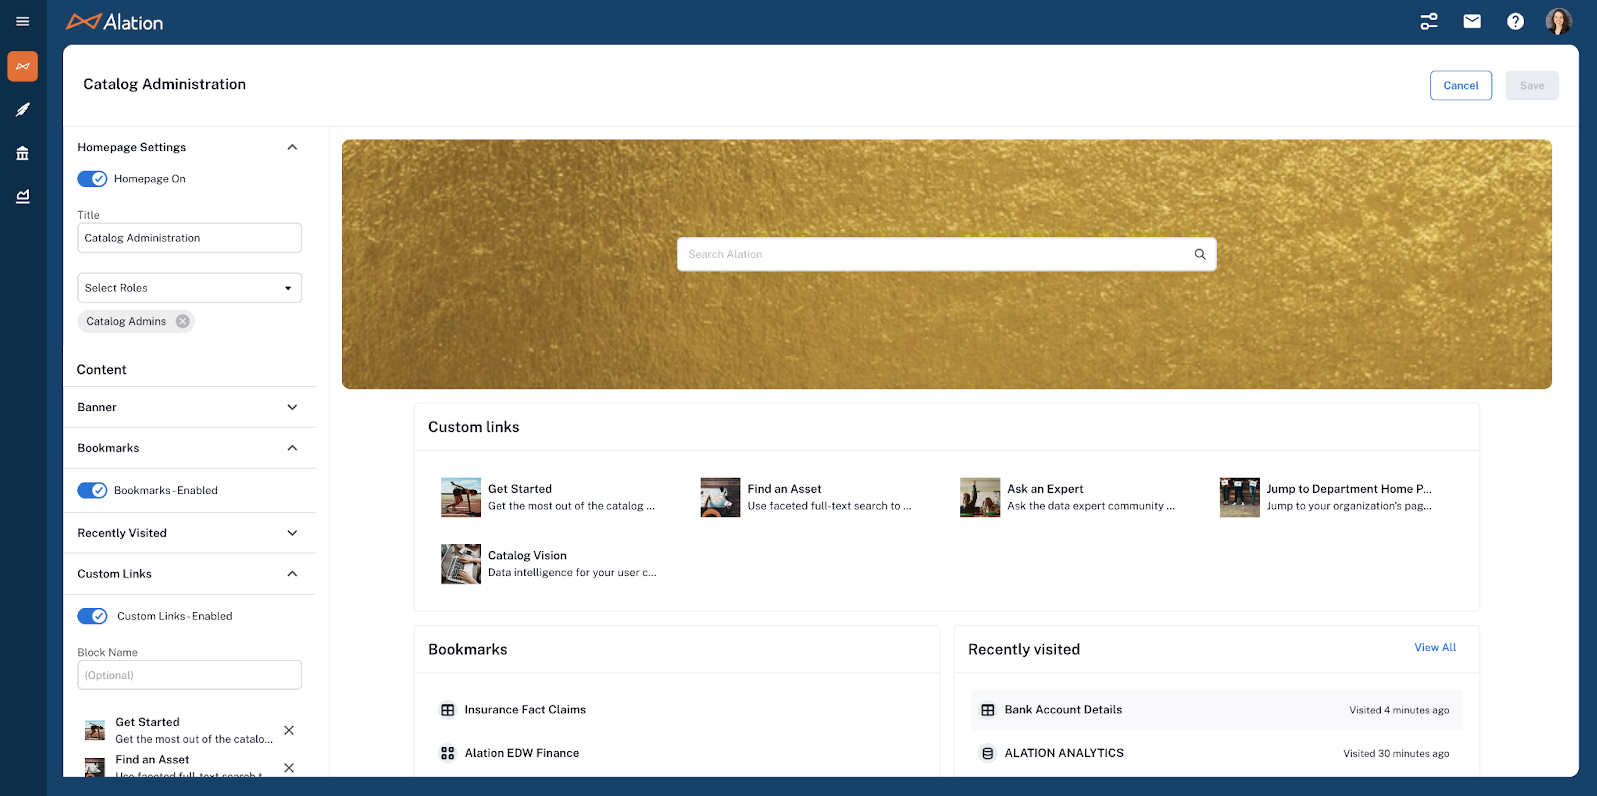 Alation
Catalog Administration
Cancel
Save
Homepage Settings
Homepage On
Title
Catalog Administration
Select Roles
Catalog Admins
Content
Banner
Bookmarks
Bookmarks - Enabled
Recently Visited
Custom Links
Custom Links - Enabled
Block Name
(Optional)
Get Started
Get the most out of the catalo...
Find an Asset
Use faceted full-text search t...
Search Alation
Custom links
Get Started
Get the most out of the catalog ...
Find an Asset
Use faceted full-text search to ...
Ask an Expert
Ask the data expert community ...
Jump to Department Home P...
Jump to your organization's pag...
Catalog Vision
Data intelligence for your user c...
Bookmarks
Insurance Fact Claims
Alation EDW Finance
Recently visited
View All
Bank Account Details
Visited 4 minutes ago
ALATION ANALYTICS
Visited 30 minutes ago